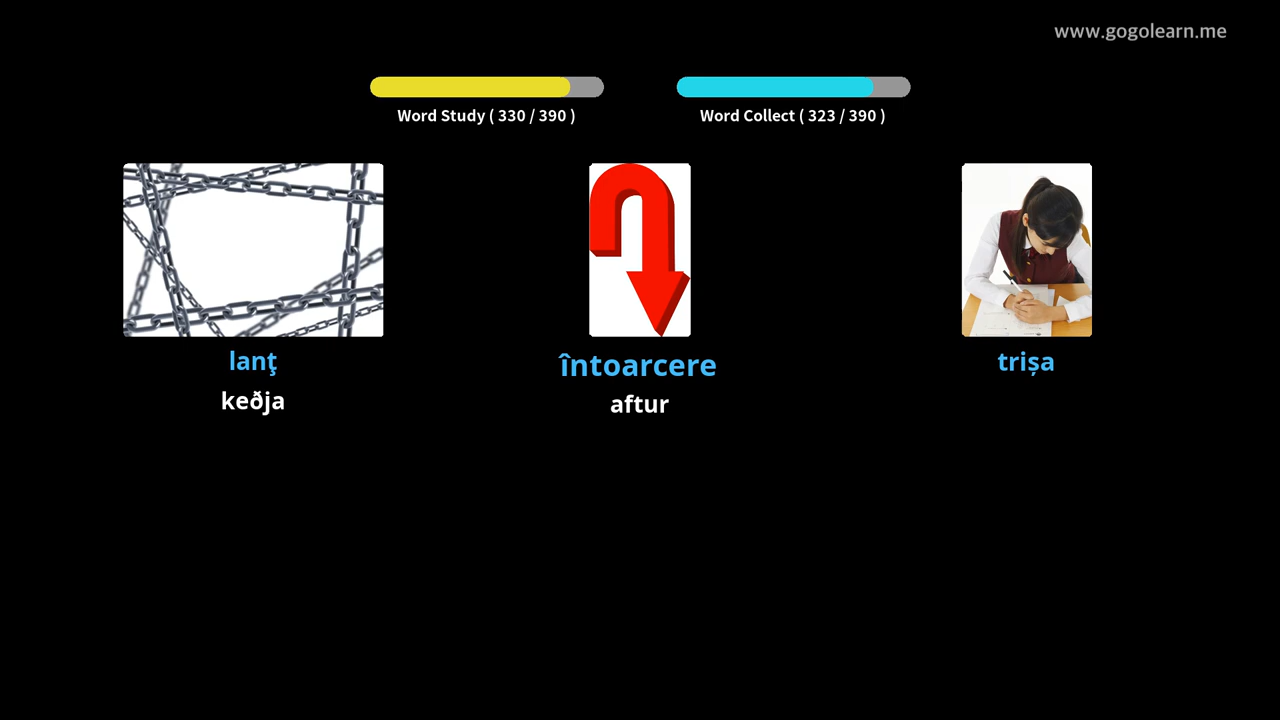 www.gogolearn.me
Word Study ( 330 / 390 )
Word Collect ( 323 / 390 )
lanţ
întoarcere
trișa
keðja
aftur